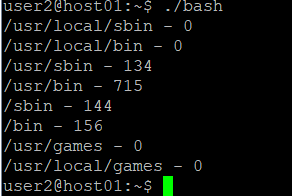 user2@host01:~$ ./bash
/usr/local/sbin - 0
/usr/local/bin - 0
/usr/sbin - 134
/usr/bin - 715
/sbin - 144
/bin - 156
/usr/games - 0
/usr/local/games - 0
user2@host01:~$